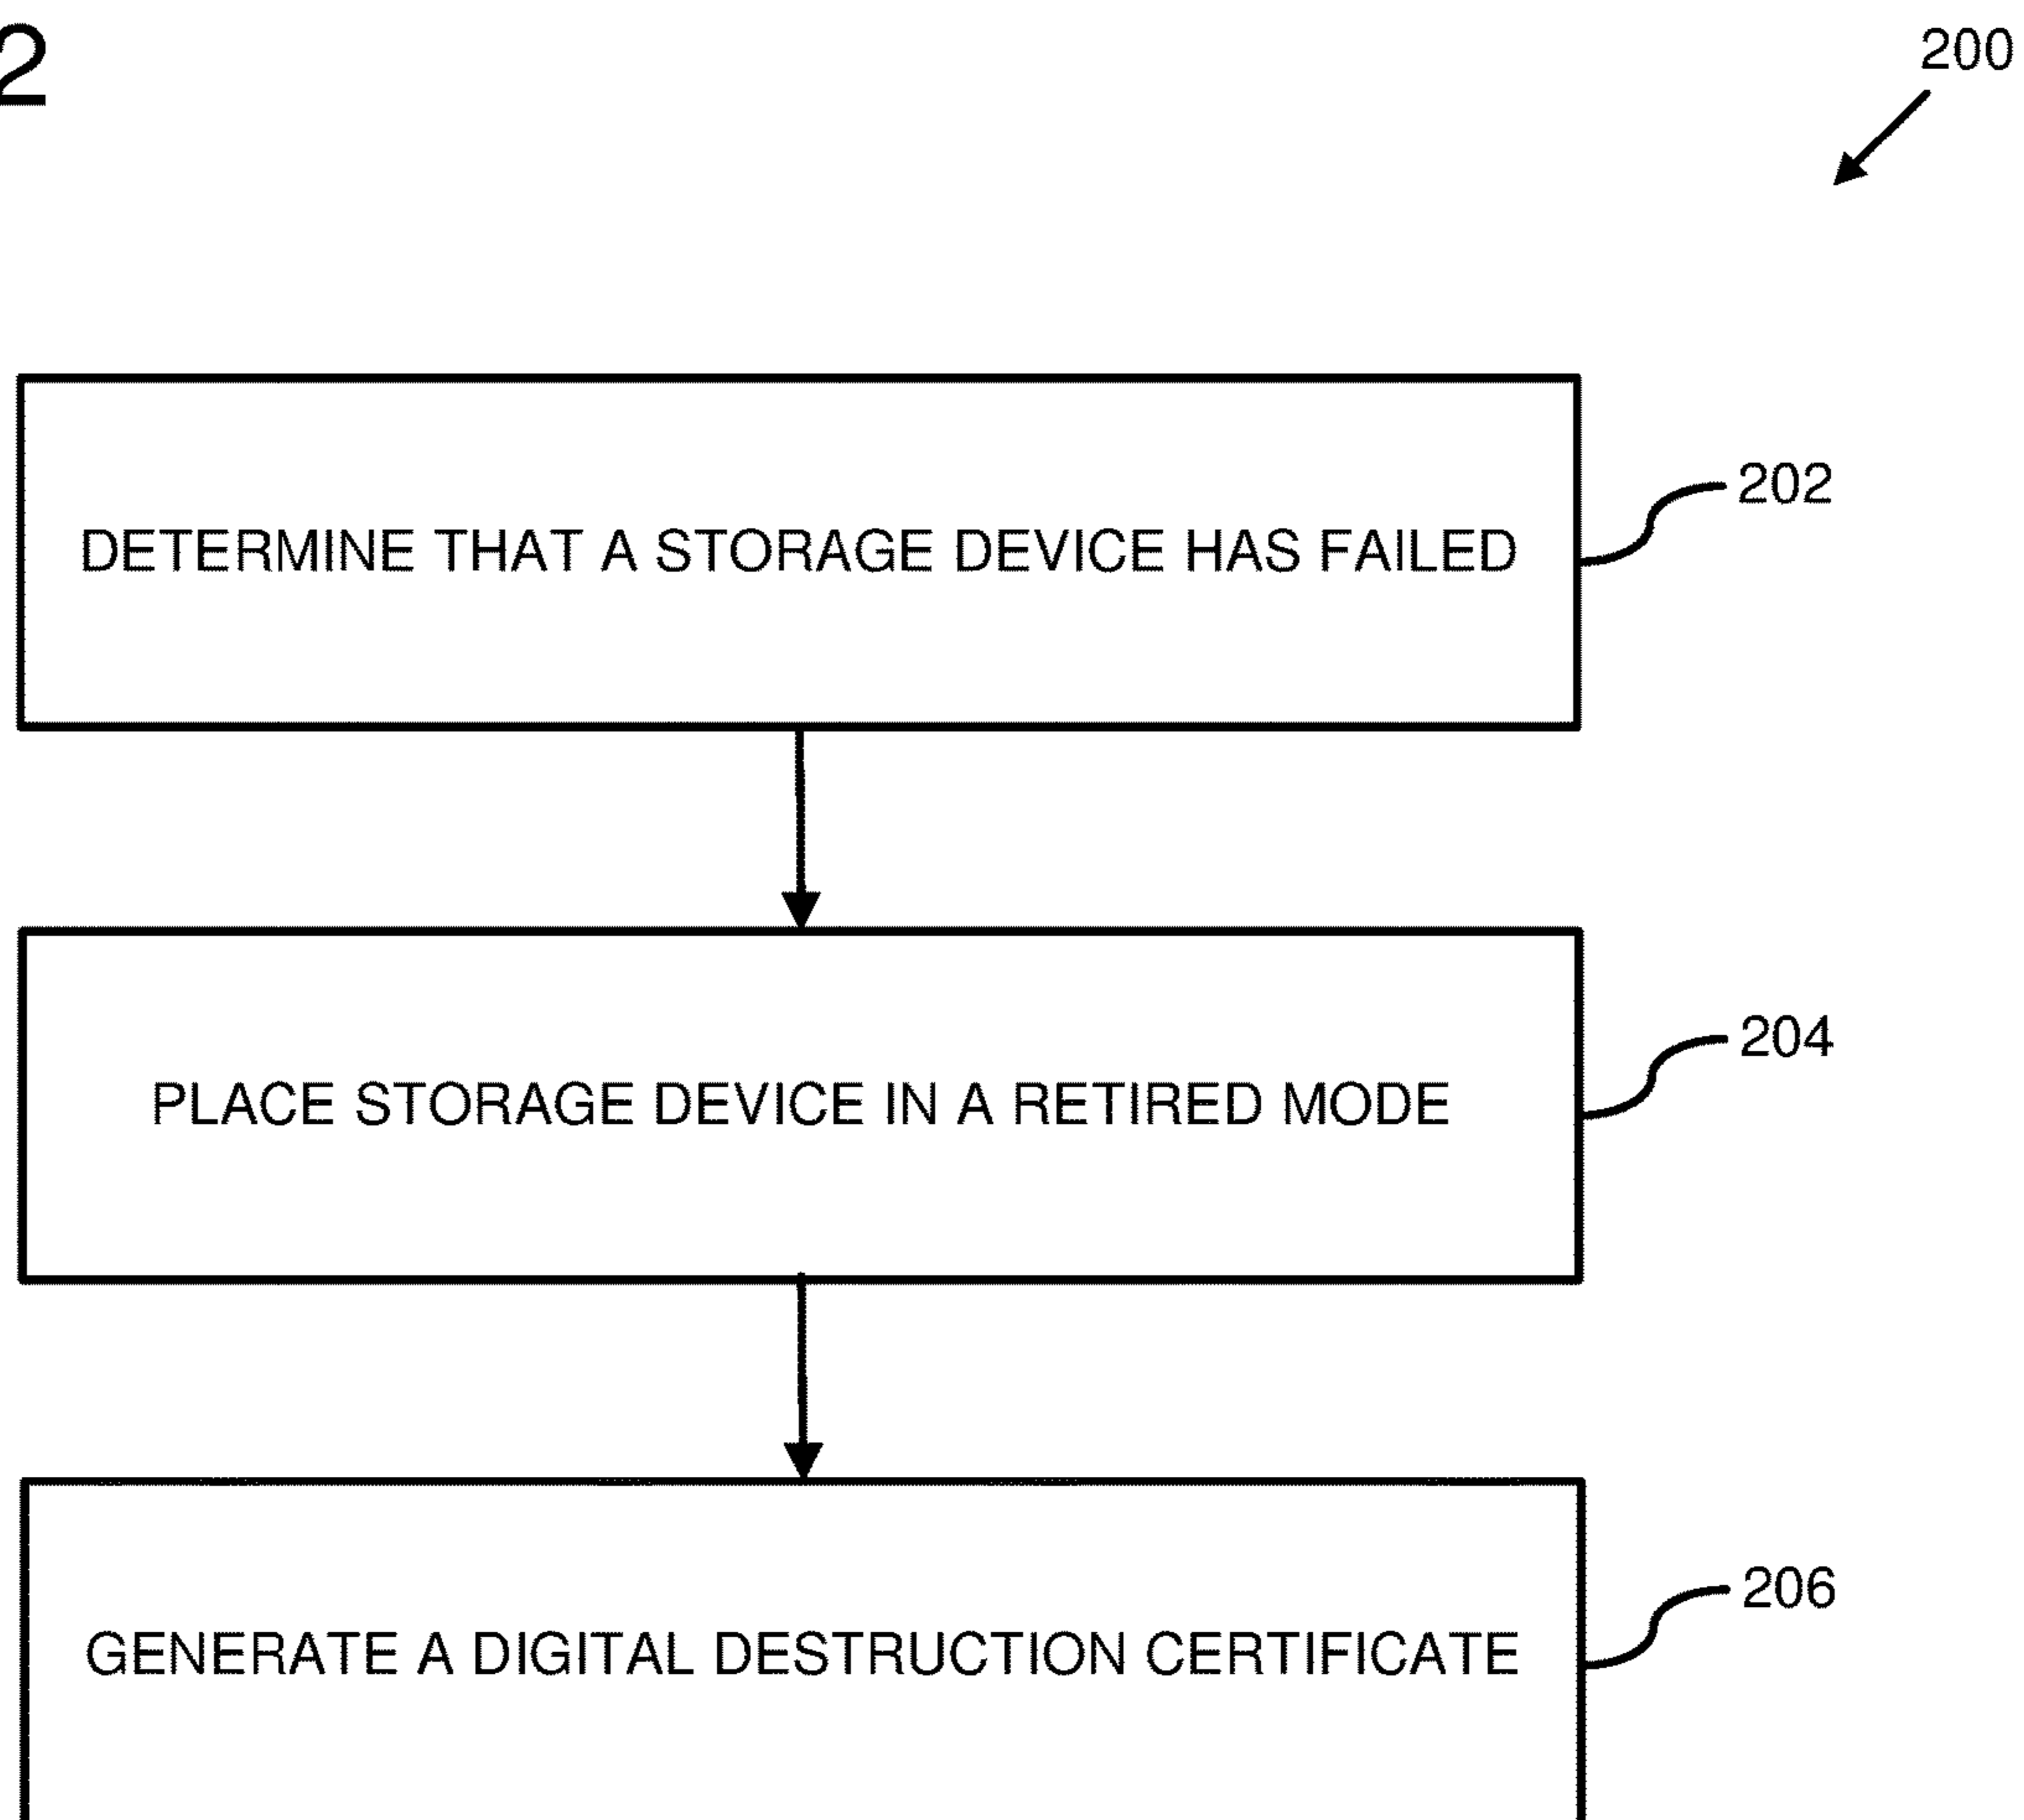 2
200
DETERMINE THAT A STORAGE DEVICE HAS FAILED
202
PLACE STORAGE DEVICE IN A RETIRED MODE
204
GENERATE A DIGITAL DESTRUCTION CERTIFICATE
206